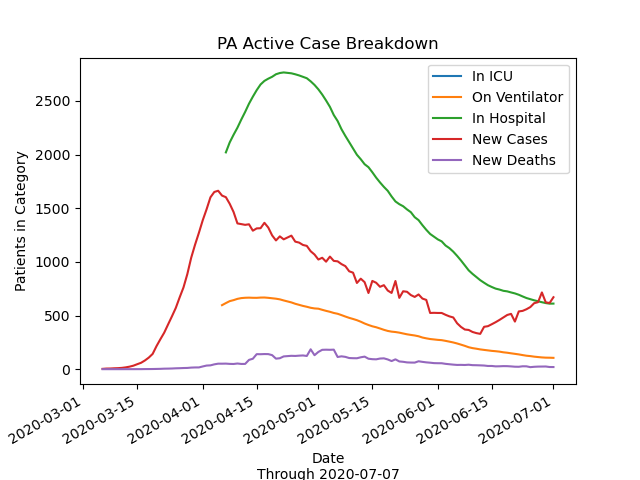 PA Active Case Breakdown
Patients in Category
2500
2000
1500
1000
500
0
In ICU
On Ventilator
In Hospital
New Cases
New Deaths
2020-03-01
2020-03-15
2020-04-01
2020-04-15
2020-05-01
2020-05-15
2020-06-01
2020-06-15
2020-07-01
Date
Through 2020-07-07